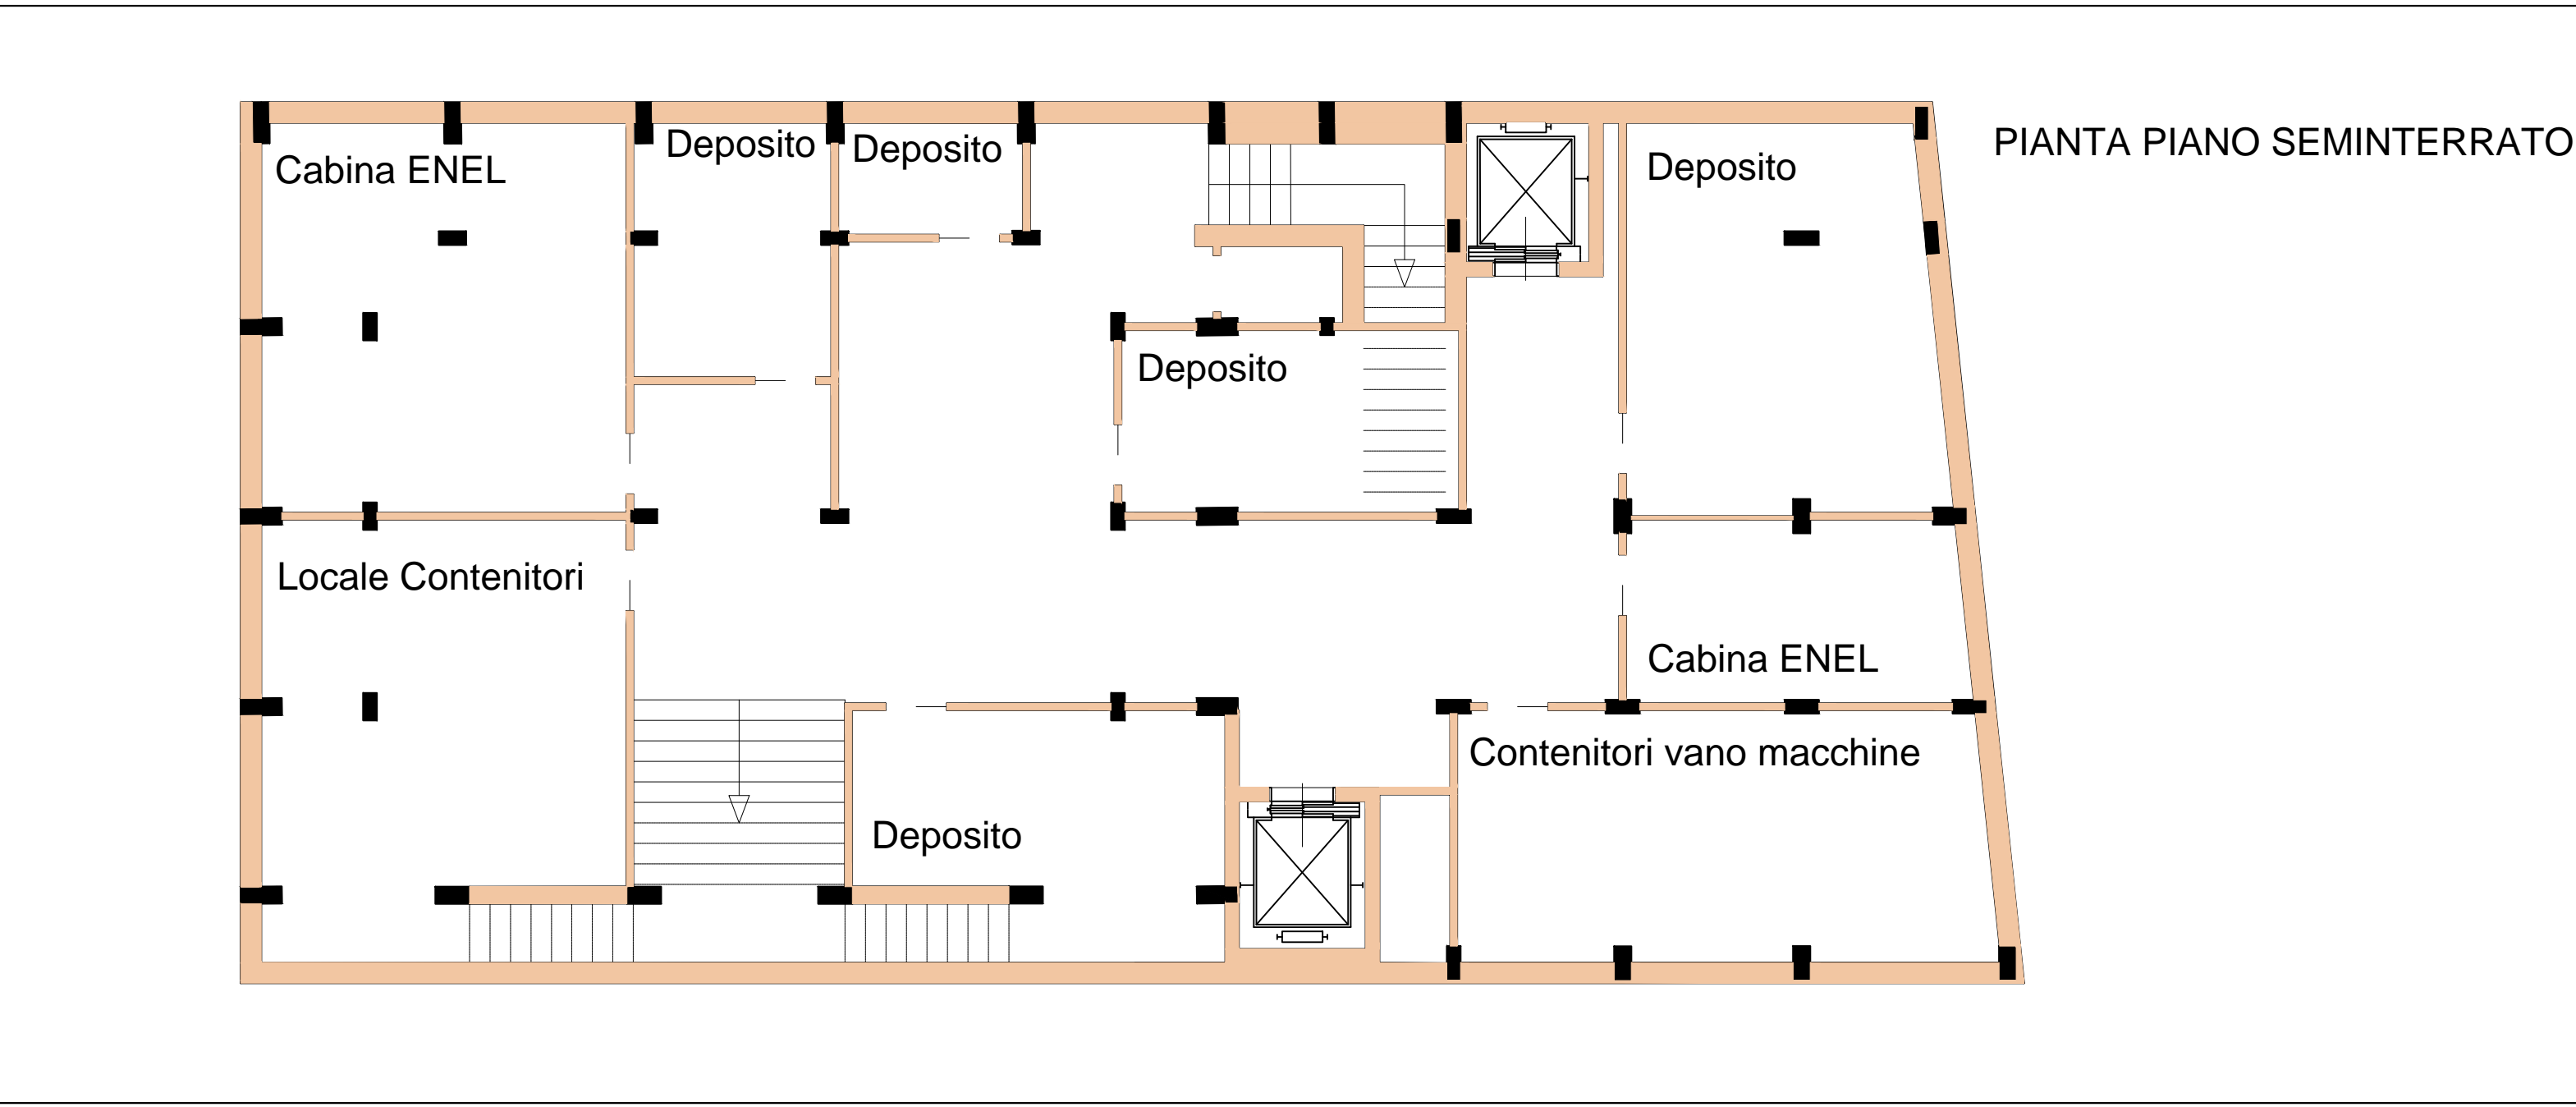 PIANTA PIANO SEMINTERRATO
Cabina ENEL
Deposito
Deposito
Deposito
Deposito
Locale Contenitori
Cabina ENEL
Contenitori vano macchine
Deposito